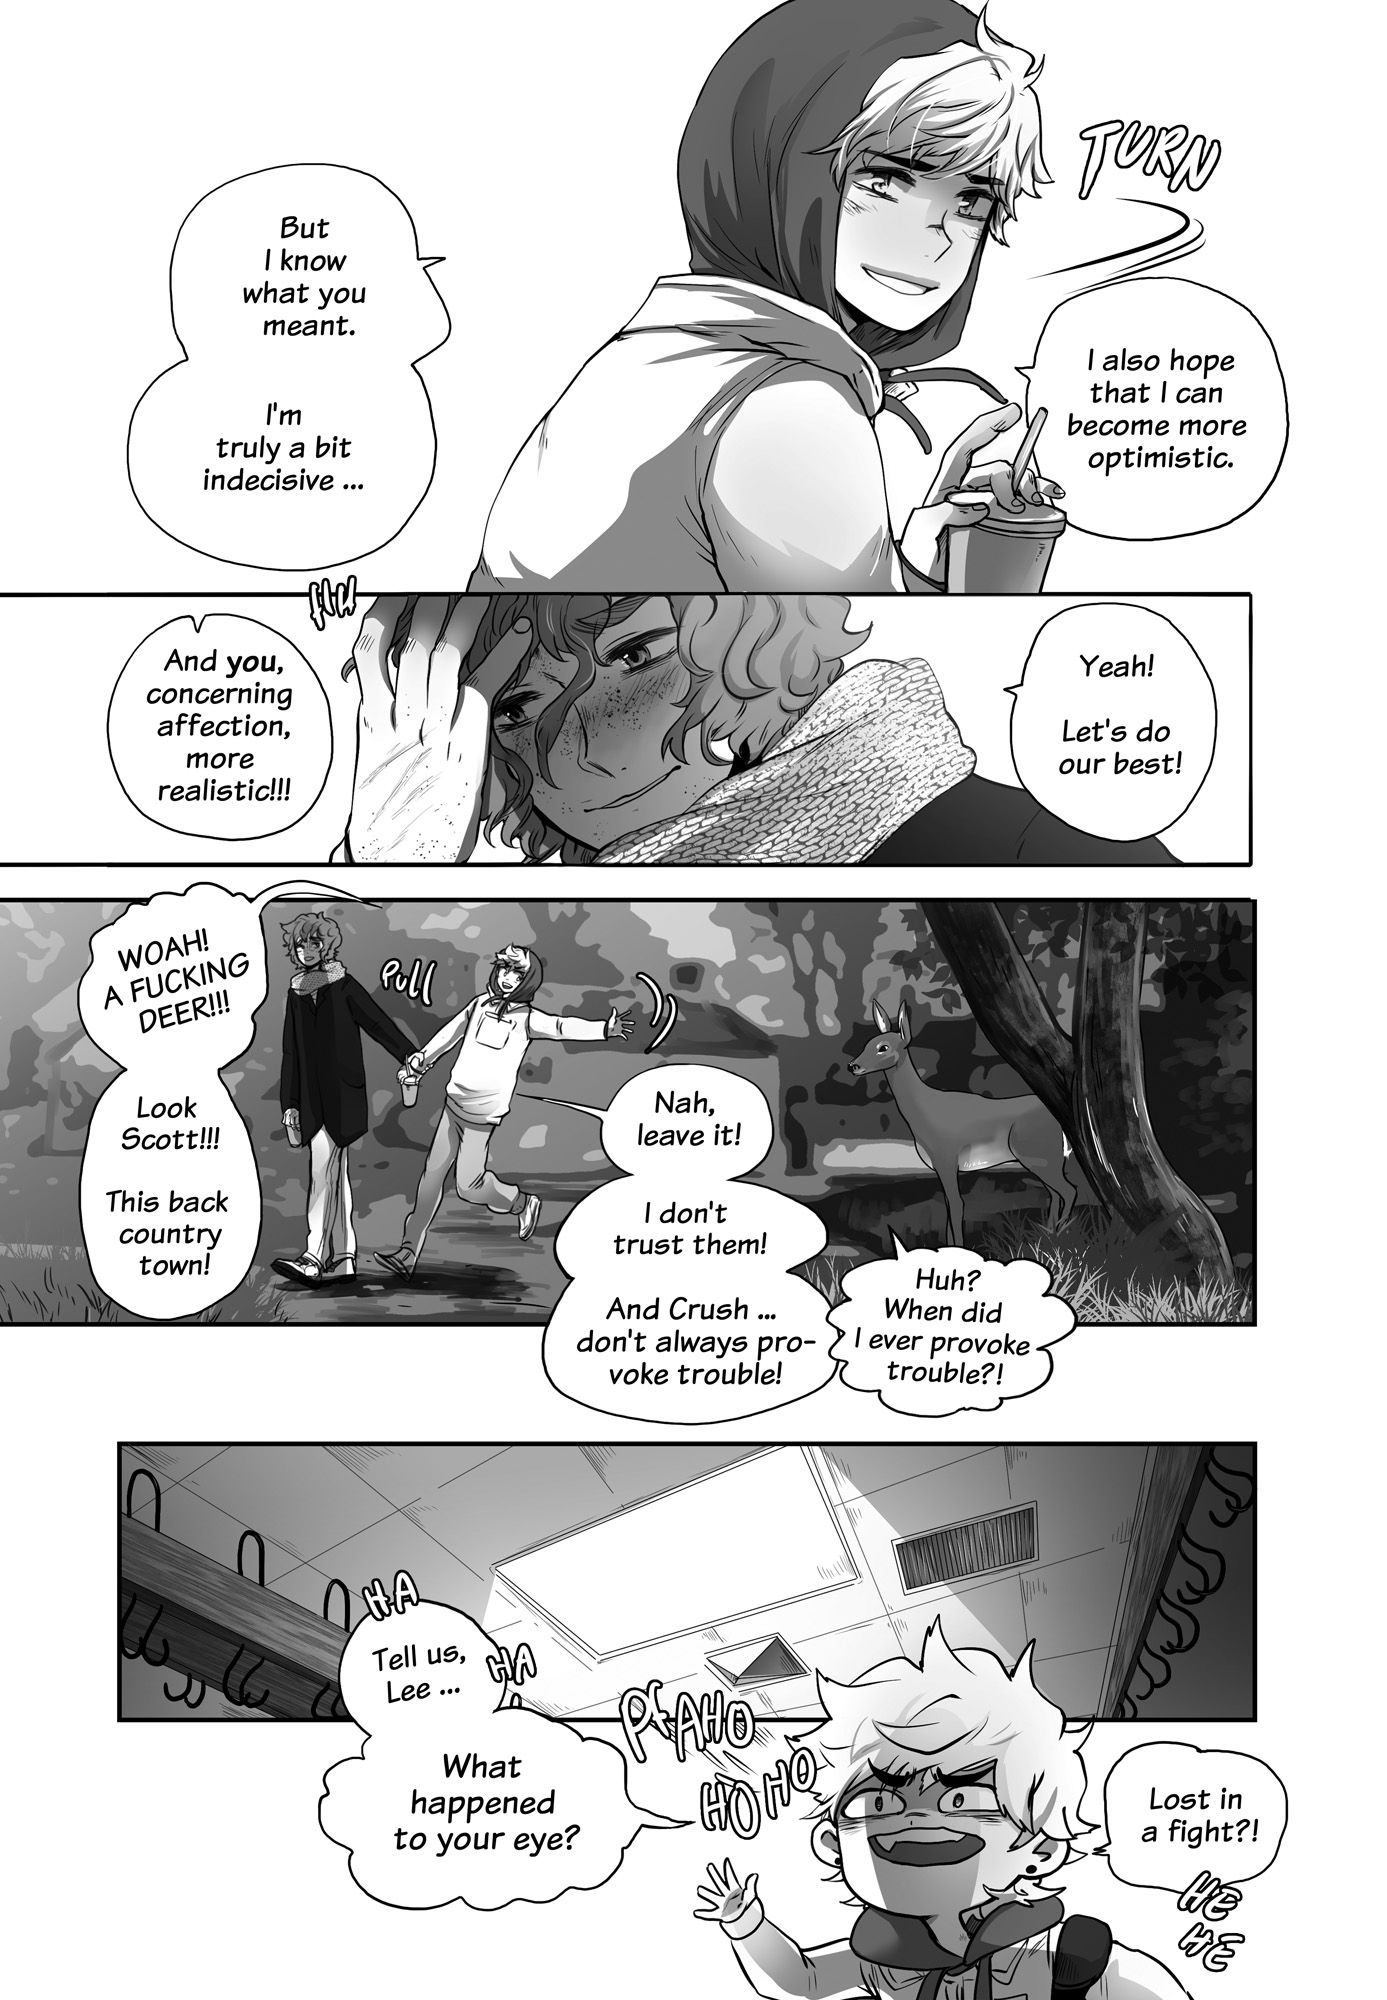 But
I know
what you
meant.
I'm
truly a bit
indecisive ...
TURN
I also hope
that I can
become more
optimistic.
And you,
concerning
affection,
more
realistic!!!
Yeah!
Let's do
our best!
WOAH!
A FUCKING
DEER!!!
Look
Scott!!!
This back
country
town!
PULL
Nah,
leave it!
I don't
trust them!
And Crush ...
don't always pro-
voke trouble!
Huh?
When did
I ever provoke
trouble?!
HA
Tell us,
Lee ...
HA
What
happened
to your eye?
PFAHO
HOHO
Lost in
a fight?!
HE
HE